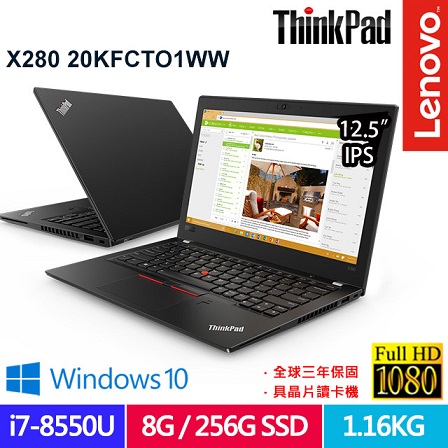 ThinkPad
Lenovo
X280 20KFCTO1WW
12.5"
IPS
ThinkPad
ThinkPad
Windows 10
・全球三年保固
・具晶片讀卡機
Full HD
1080
i7-8550U
8G / 256G SSD
1.16KG